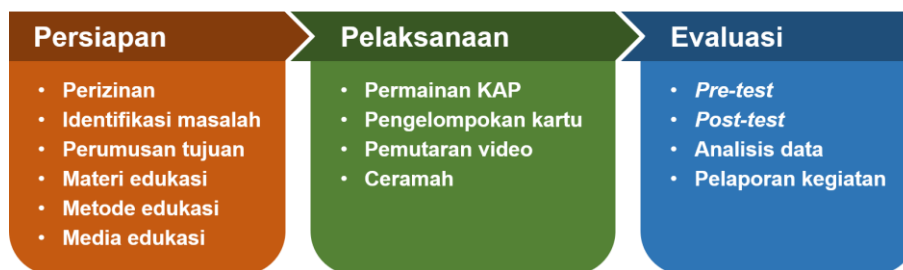 Persiapan
Perizinan
Identifikasi masalah
Perumusan tujuan
Materi edukasi
Metode edukasi
Media edukasi
Pelaksanaan
Permainan KAP
Pengelompokan kartu
Pemutaran video
Ceramah
Evaluasi
Pre-test
Post-test
Analisis data
Pelaporan kegiatan